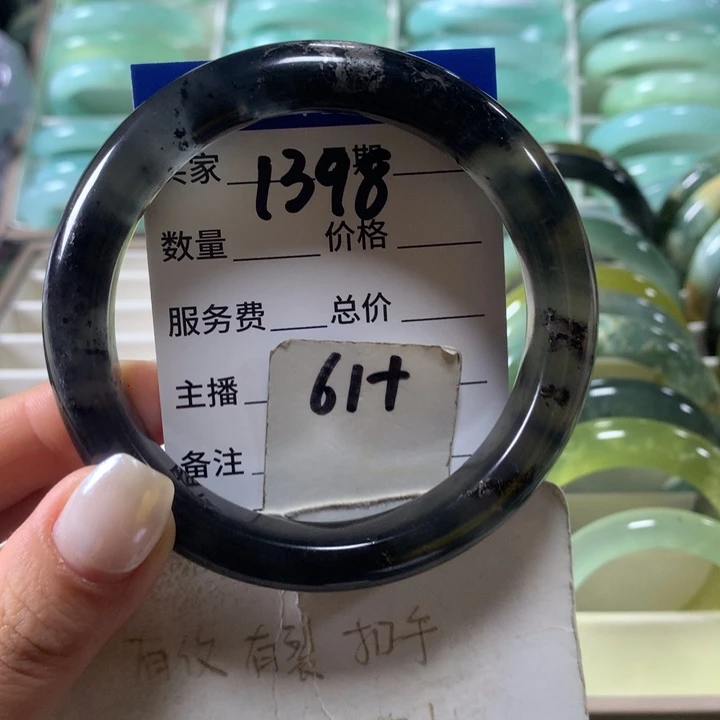 家 1398 期
数量 价格
服务费 总价
主播
61+
备注
有纹 有裂 扣手